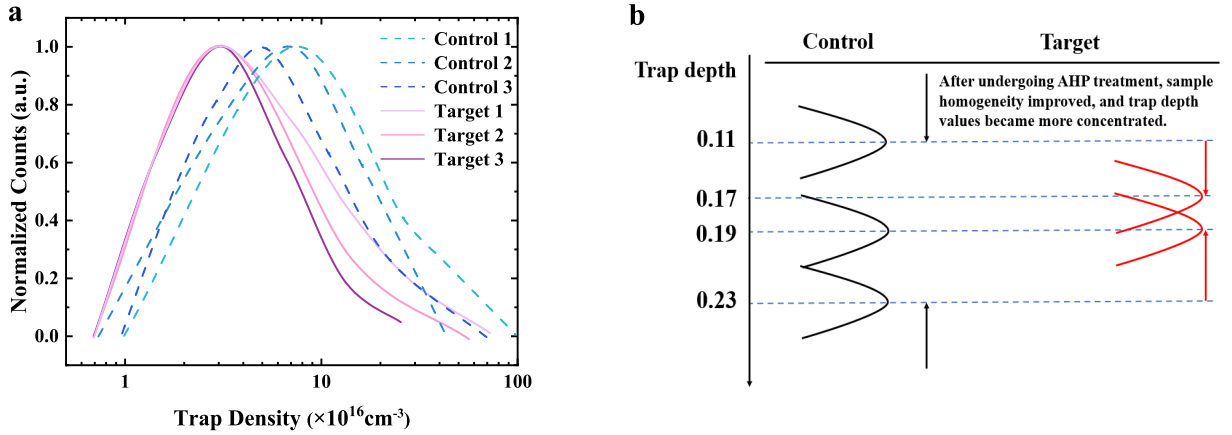 a
Normalized Counts (a.u.)
1.0
0.8
0.6
0.4
0.2
0.0
1
10
100
Trap Density (×10¹⁶cm⁻³)
Control 1
Control 2
Control 3
Target 1
Target 2
Target 3
b
Control
Target
Trap depth
After undergoing AHP treatment, sample
homogeneity improved, and trap depth
values became more concentrated.
0.11
0.17
0.19
0.23